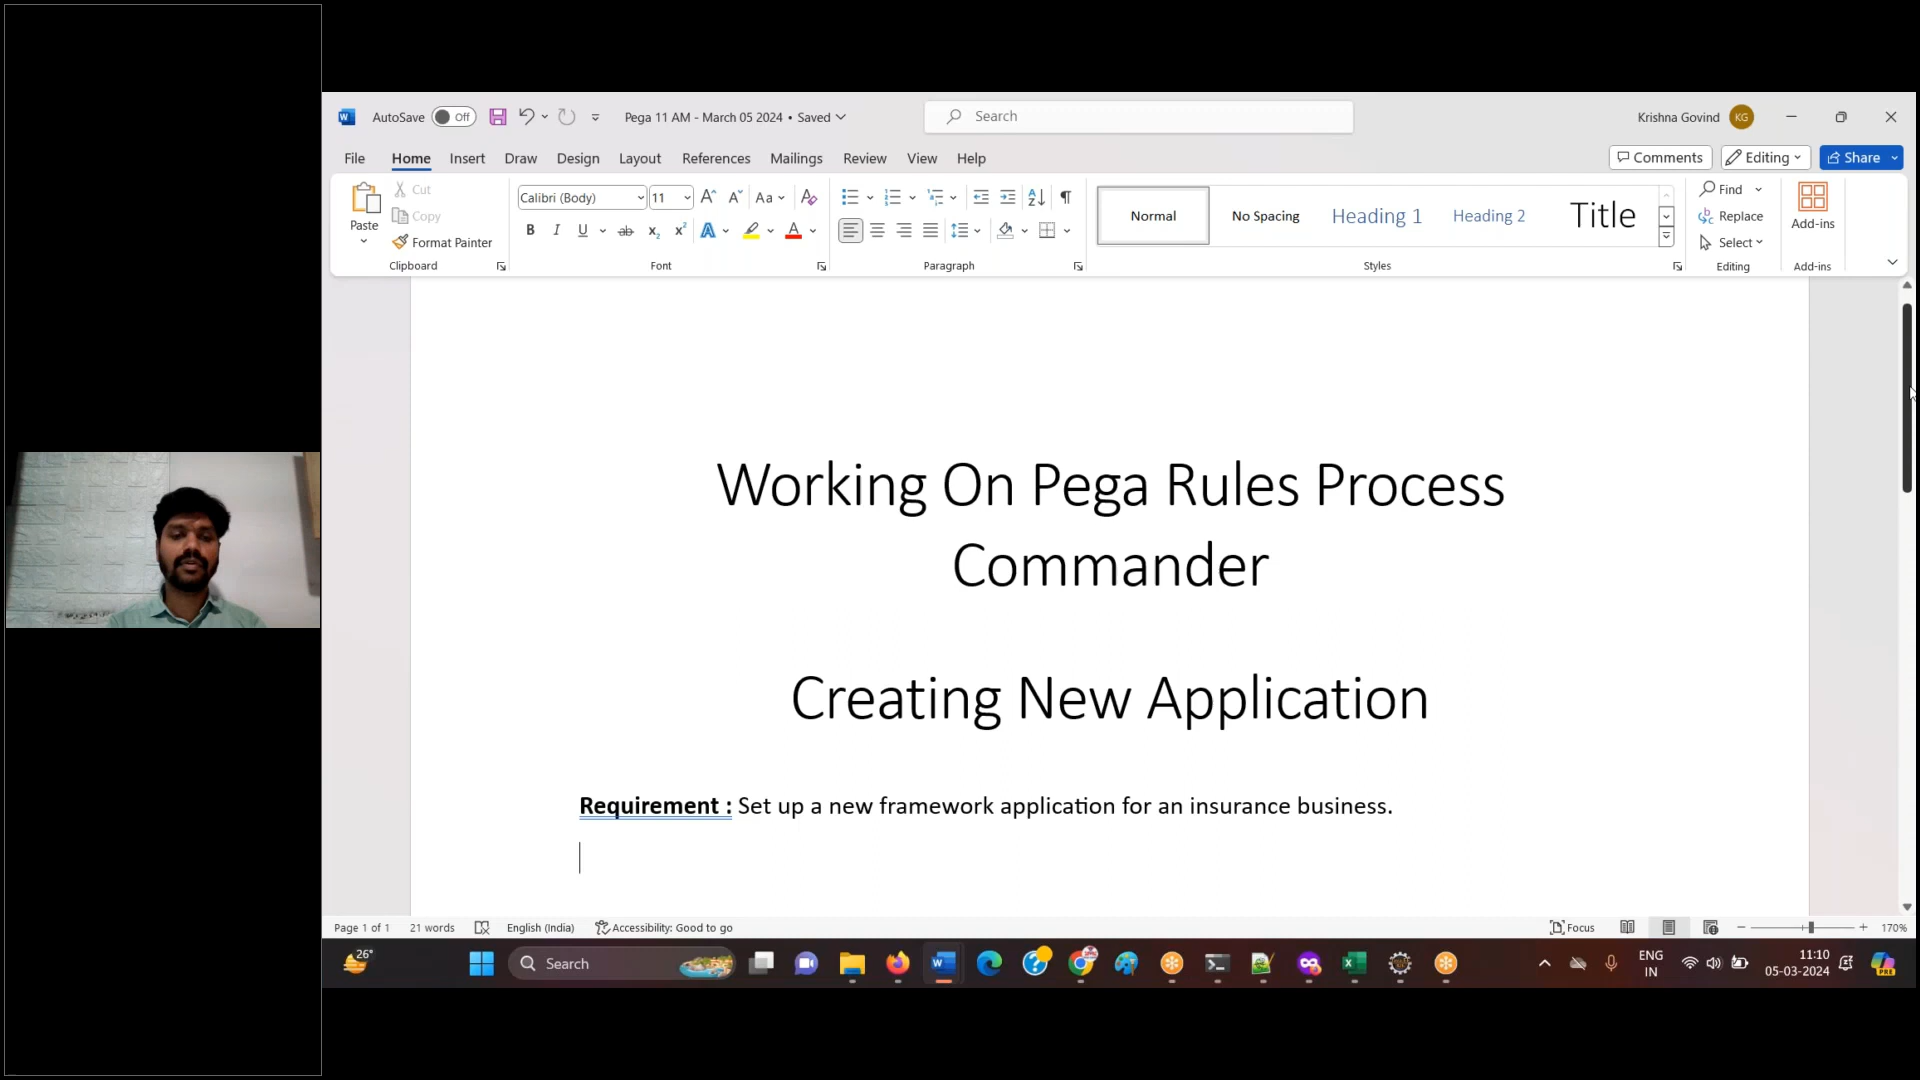 AutoSave Off Pega 11 AM - March 05 2024 • Saved Search Krishna Govind KG
File Home Insert Draw Design Layout References Mailings Review View Help Comments Editing Share
Paste Cut Copy Format Painter
Clipboard
Calibri (Body) 11 Aa
B I U ab x₂ x² A A
Font
Paragraph
Normal No Spacing Heading 1 Heading 2 Title
Styles
Find
Replace
Select
Editing
Add-ins
Add-ins
Working On Pega Rules Process
Commander
Creating New Application
Requirement : Set up a new framework application for an insurance business.
Page 1 of 1 21 words English (India) Accessibility: Good to go Focus 170%
26° Search ENG IN 11:10 05-03-2024 PRE